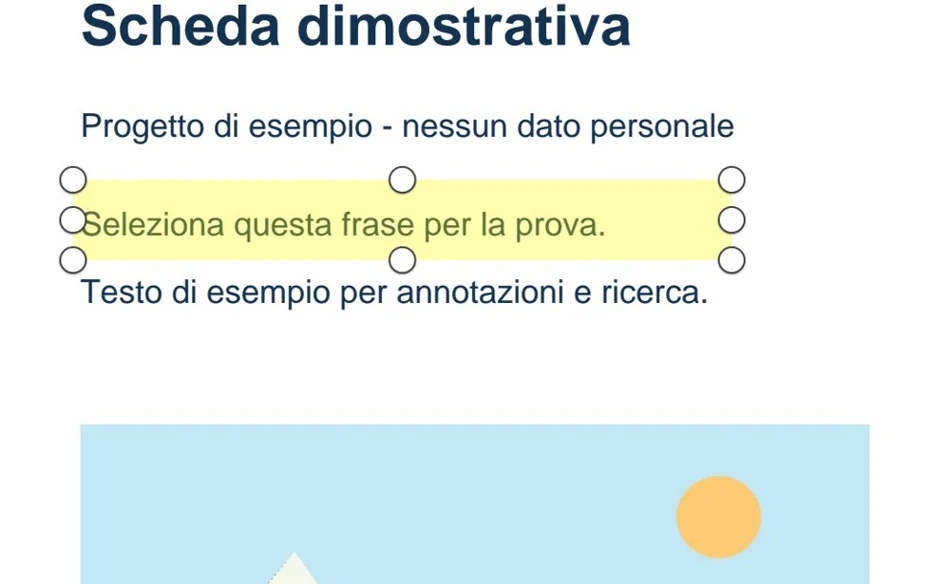 Scheda dimostrativa
Progetto di esempio - nessun dato personale
Seleziona questa frase per la prova.
Testo di esempio per annotazioni e ricerca.